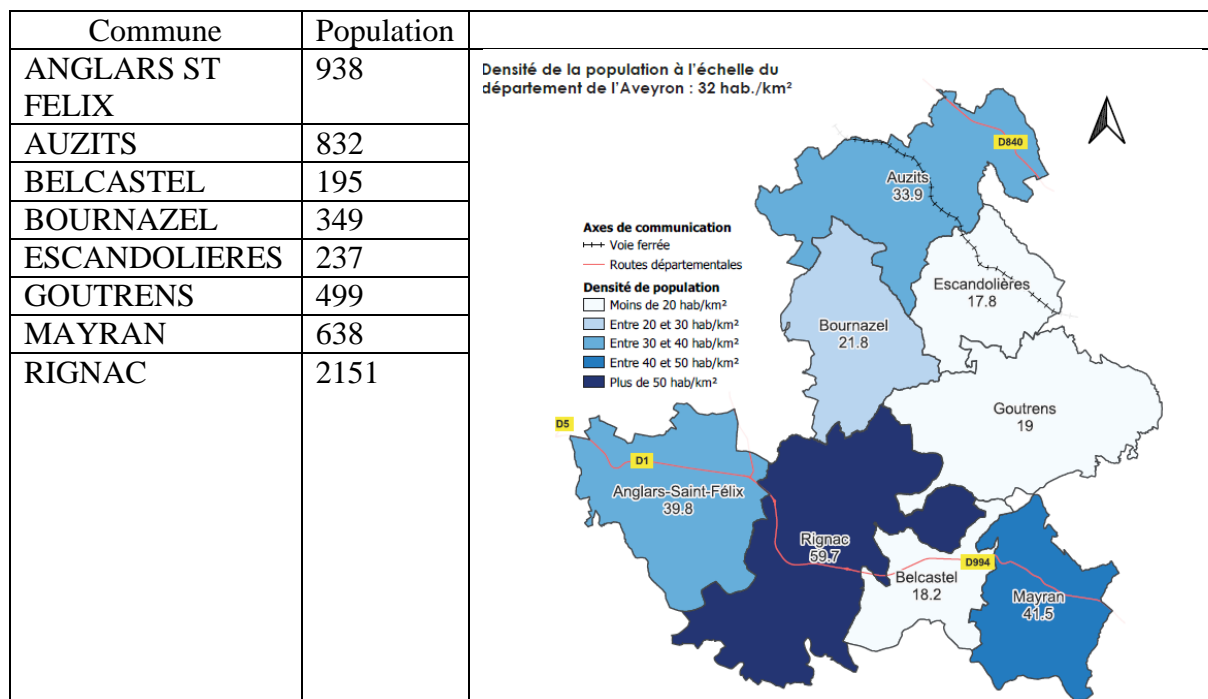 Commune Population
ANGLARS ST 938
FELIX
AUZITS 832
BELCASTEL 195
BOURNAZEL 349
ESCANDOLIERES 237
GOUTRENS 499
MAYRAN 638
RIGNAC 2151
Densité de la population à l'échelle du
département de l'Aveyron : 32 hab./km²
D840
Auzits
33.9
Axes de communication
Voie ferrée
Routes départementales
Densité de population
Moins de 20 hab/km²
Entre 20 et 30 hab/km²
Entre 30 et 40 hab/km²
Entre 40 et 50 hab/km²
Plus de 50 hab/km²
Escandolières
17.8
Bournazel
21.8
Goutrens
19
D5
D1
Anglars-Saint-Félix
39.8
Rignac
59.7
D994
Belcastel
18.2
Mayran
41.5